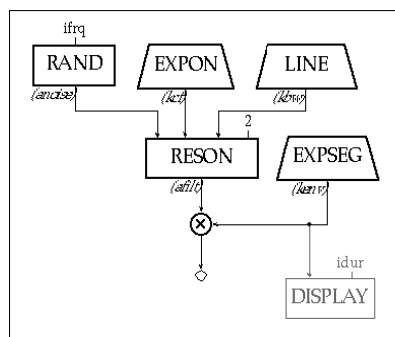 ifrq
RAND EXPON LINE
(anoise) (kcf) (kbw)
2
RESON EXPSEG
(afilt) (kenv)
idur
DISPLAY